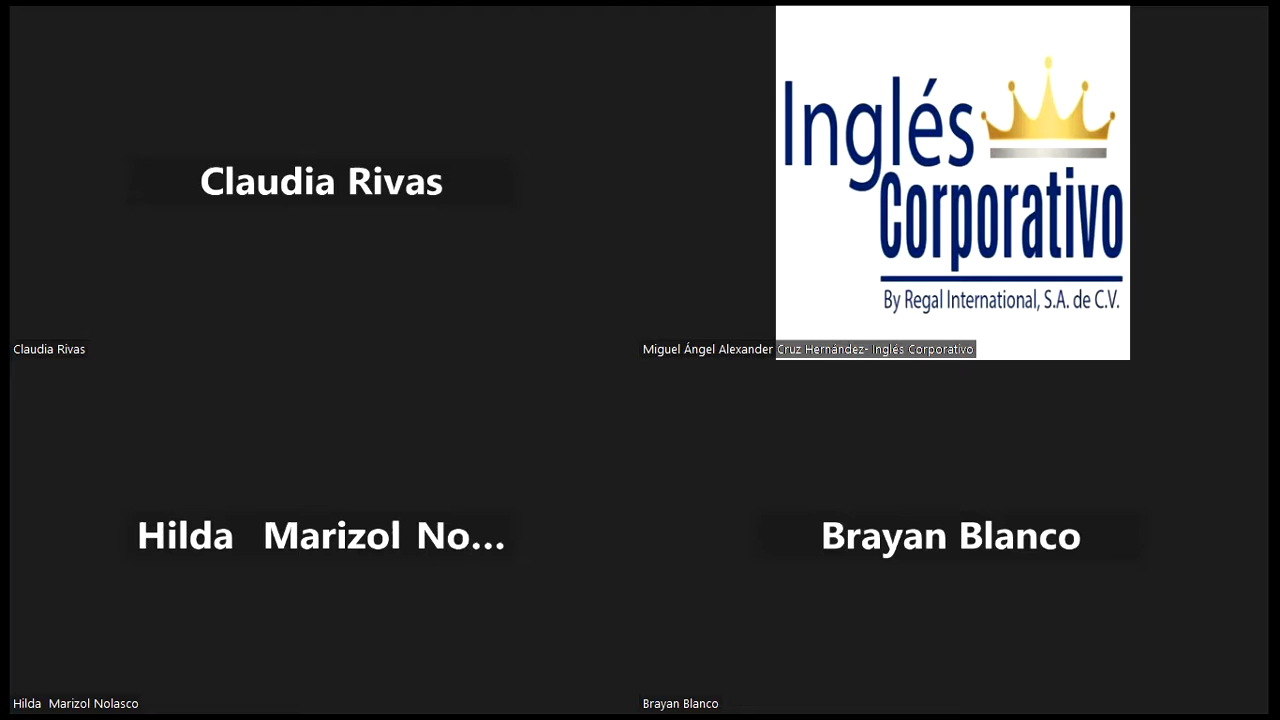 Claudia Rivas
Inglés
Corporativo
By Regal International, S.A. de C.V.
Claudia Rivas
Miguel Ángel Alexander Cruz Hernández- Inglés Corporativo
Hilda  Marizol No...
Brayan Blanco
Hilda  Marizol Nolasco
Brayan Blanco